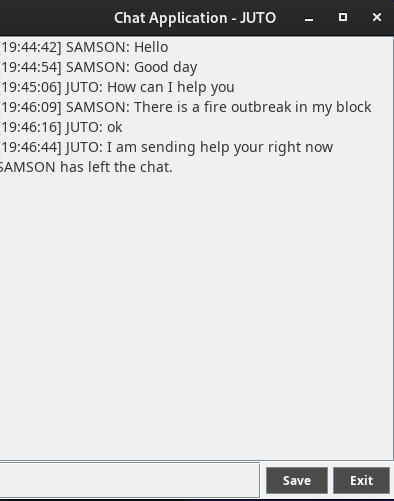 Chat Application - JUTO
[19:44:42] SAMSON: Hello
[19:44:54] SAMSON: Good day
[19:45:06] JUTO: How can I help you
[19:46:09] SAMSON: There is a fire outbreak in my block
[19:46:16] JUTO: ok
[19:46:44] JUTO: I am sending help your right now
SAMSON has left the chat.
Save Exit